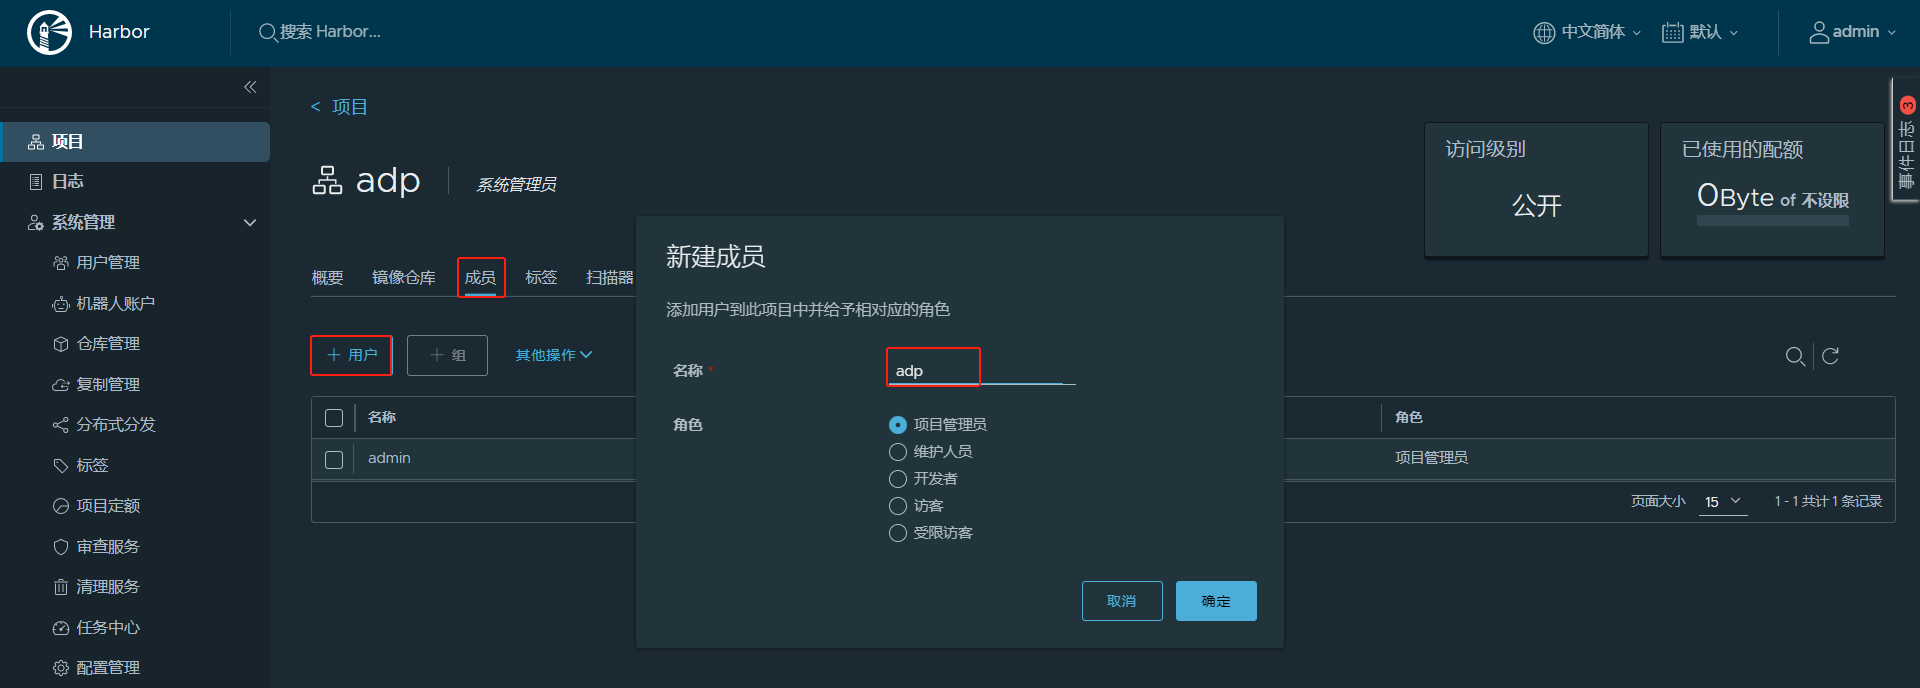 Harbor
搜索 Harbor...
中文简体
默认
admin
项目
日志
系统管理
用户管理
机器人账户
仓库管理
复制管理
分布式分发
标签
项目定额
审查服务
清理服务
任务中心
配置管理
< 项目
adp
系统管理员
访问级别
公开
已使用的配额
0Byte of 不设限
事件日志 3
概要 镜像仓库 成员 标签 扫描器
+ 用户
+ 组
其他操作
名称
角色
admin
项目管理员
页面大小 15 1 - 1 共计 1 条记录
新建成员
添加用户到此项目中并给予相对应的角色
名称 *
adp
角色
项目管理员
维护人员
开发者
访客
受限访客
取消
确定